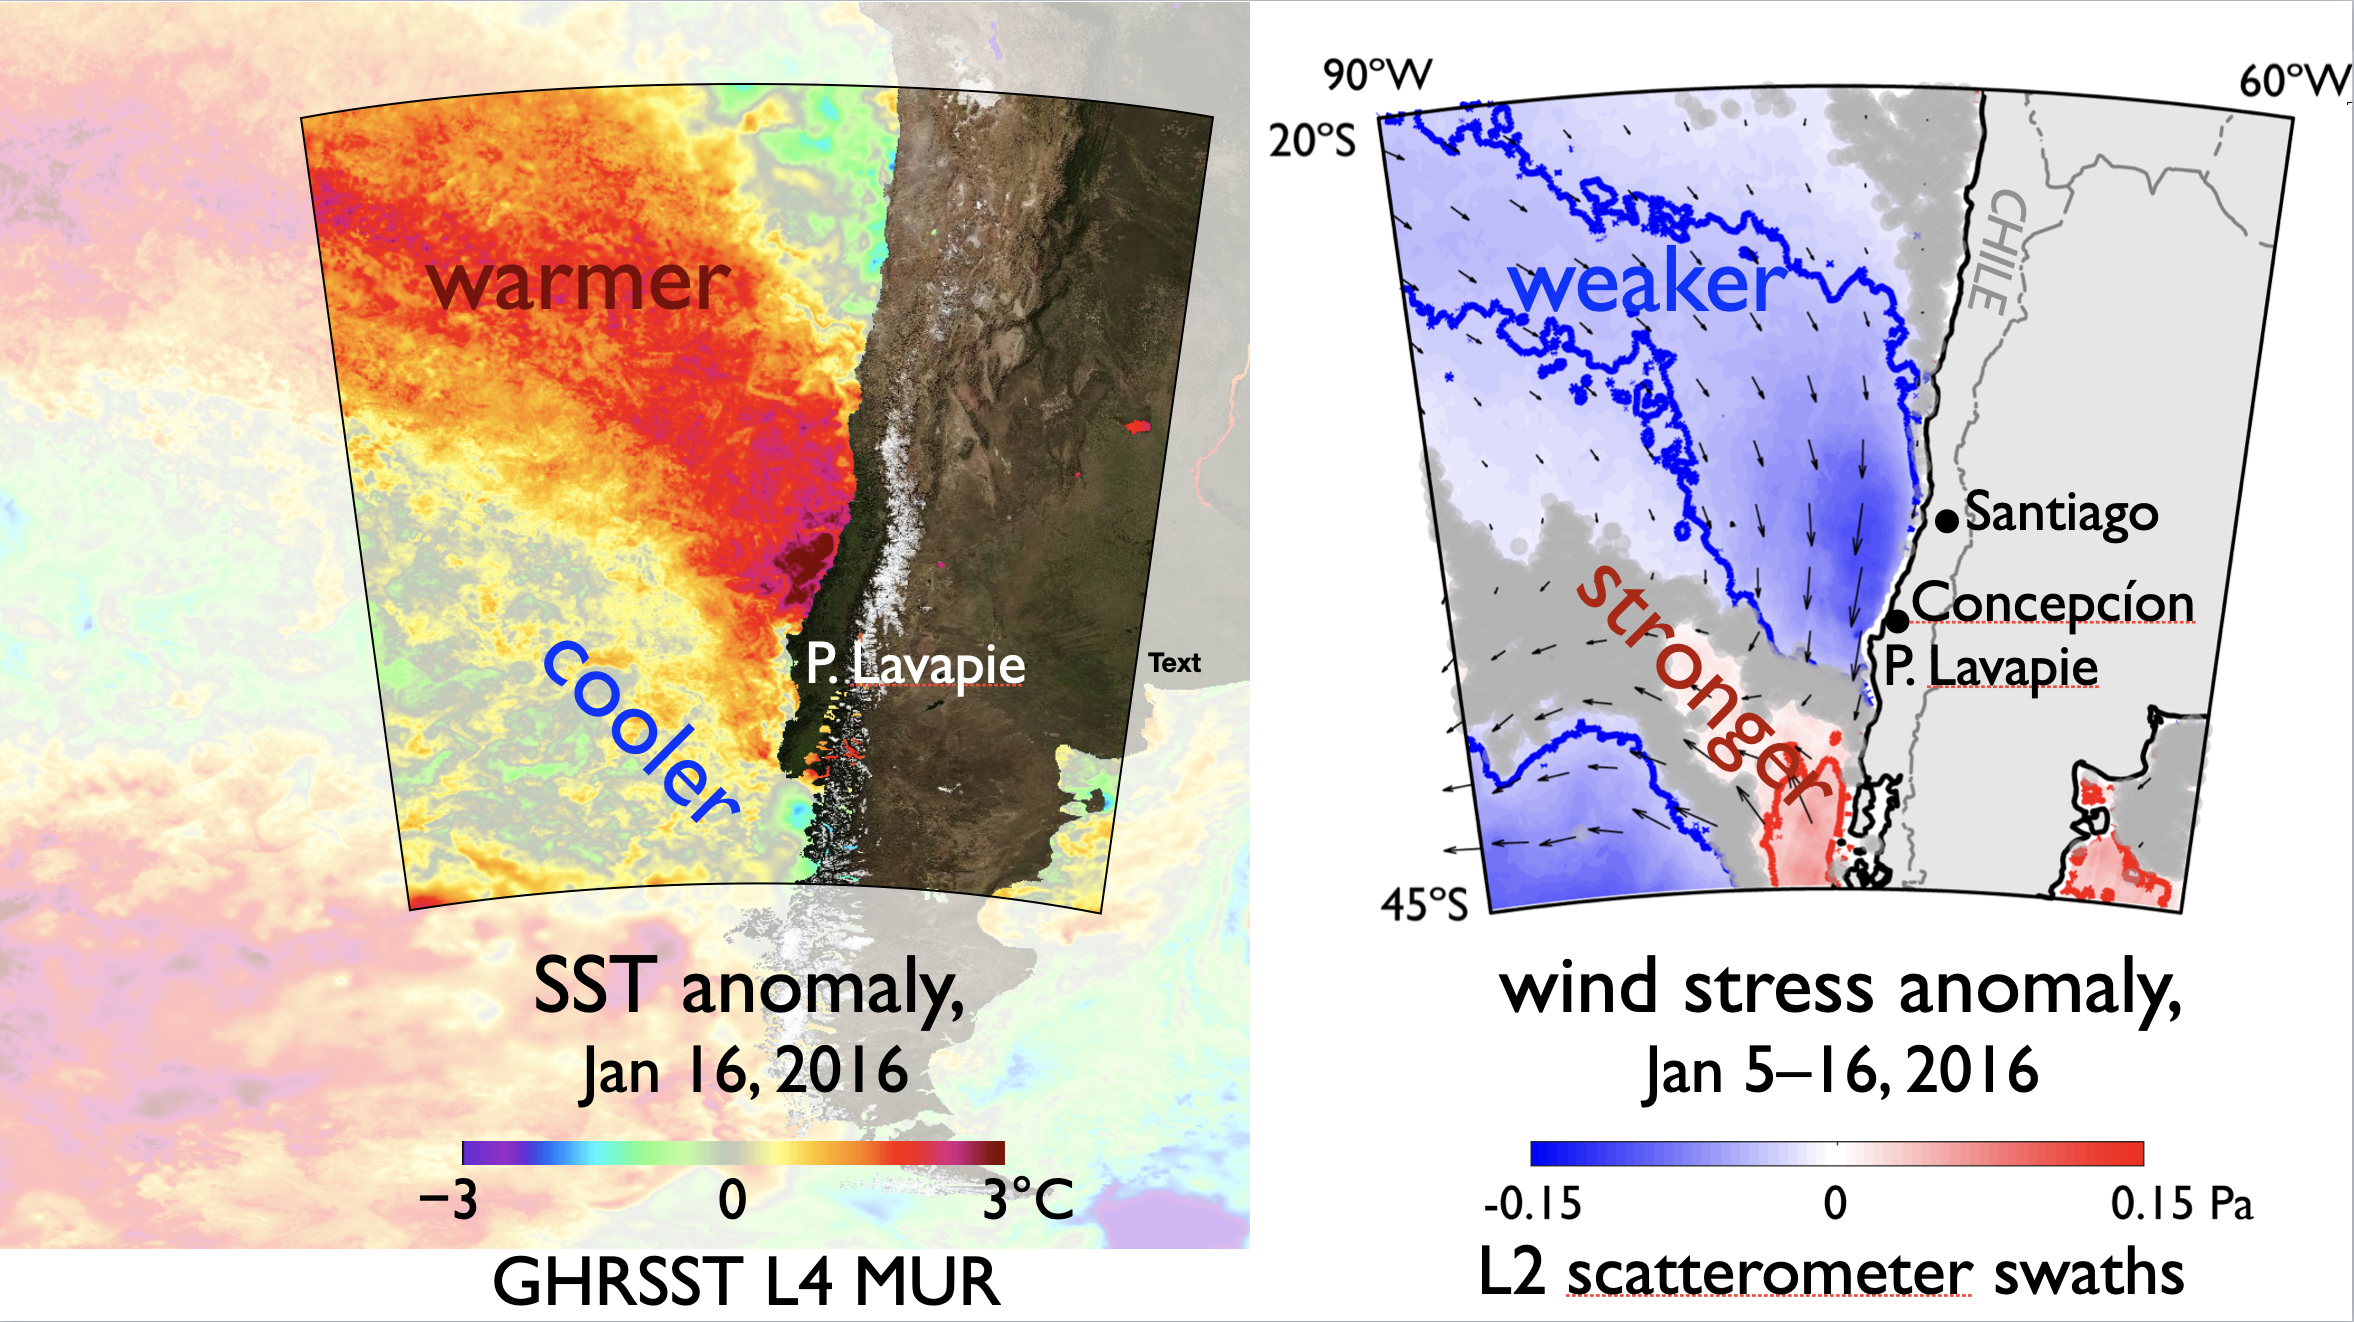 warmer
cooler
P. Lavapie
Text
SST anomaly,
Jan 16, 2016
−3 0 3°C
GHRSST L4 MUR
90°W
60°W
20°S
CHILE
weaker
Santiago
stronger
Concepcíon
P. Lavapie
45°S
wind stress anomaly,
Jan 5–16, 2016
-0.15 0 0.15 Pa
L2 scatterometer swaths